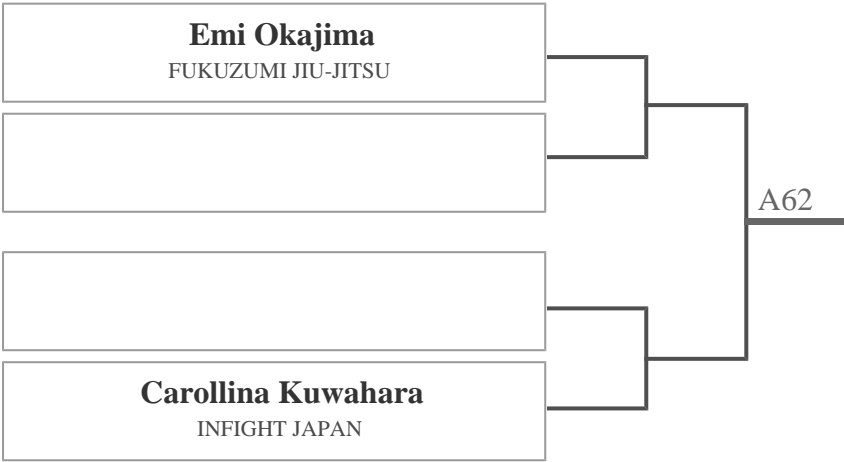 Emi Okajima
FUKUZUMI JIU-JITSU
A62
Carollina Kuwahara
INFIGHT JAPAN